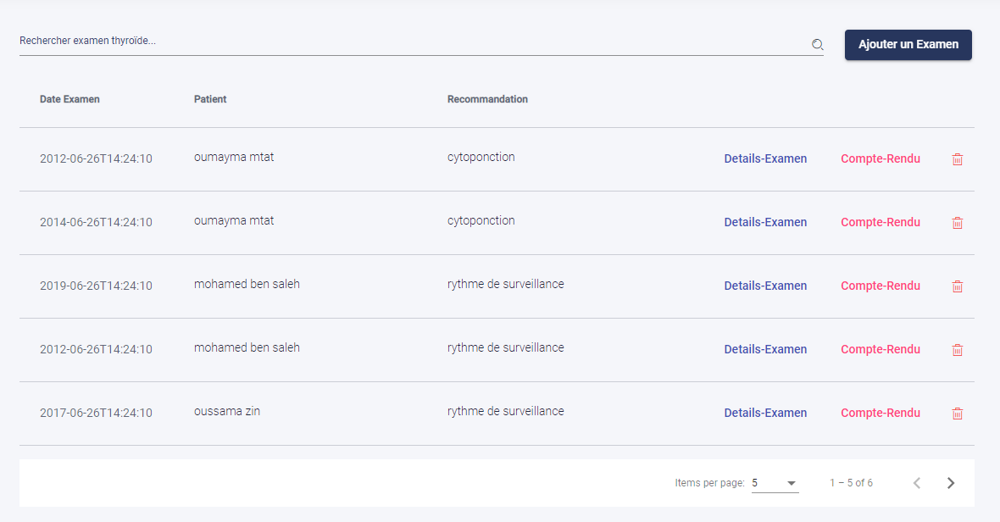 Rechercher examen thyroïde...
Ajouter un Examen
Date Examen Patient Recommandation
2012-06-26T14:24:10 oumayma mtat cytoponction Details-Examen Compte-Rendu
2014-06-26T14:24:10 oumayma mtat cytoponction Details-Examen Compte-Rendu
2019-06-26T14:24:10 mohamed ben saleh rythme de surveillance Details-Examen Compte-Rendu
2012-06-26T14:24:10 mohamed ben saleh rythme de surveillance Details-Examen Compte-Rendu
2017-06-26T14:24:10 oussama zin rythme de surveillance Details-Examen Compte-Rendu
Items per page: 5 1 – 5 of 6